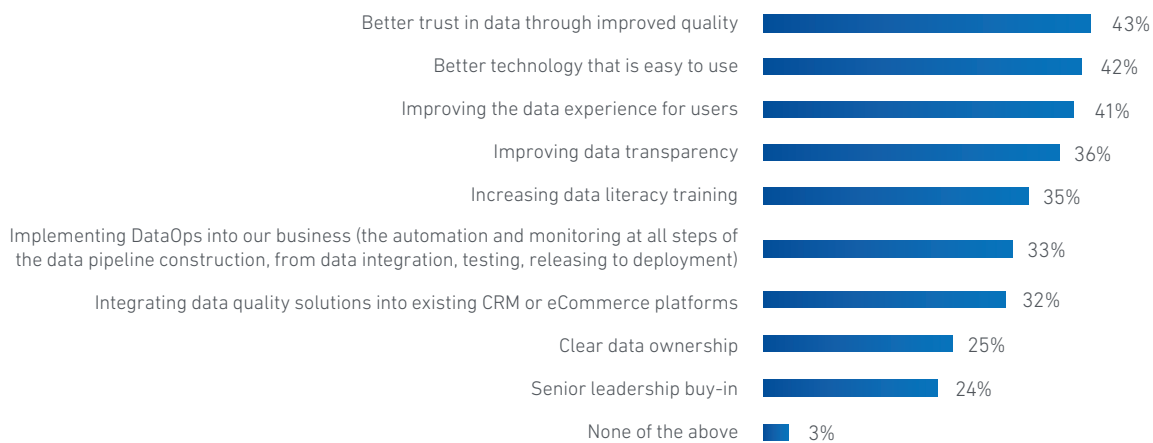 Better trust in data through improved quality 43%
Better technology that is easy to use 42%
Improving the data experience for users 41%
Improving data transparency 36%
Increasing data literacy training 35%
Implementing DataOps into our business (the automation and monitoring at all steps of
the data pipeline construction, from data integration, testing, releasing to deployment) 33%
Integrating data quality solutions into existing CRM or eCommerce platforms 32%
Clear data ownership 25%
Senior leadership buy-in 24%
None of the above 3%